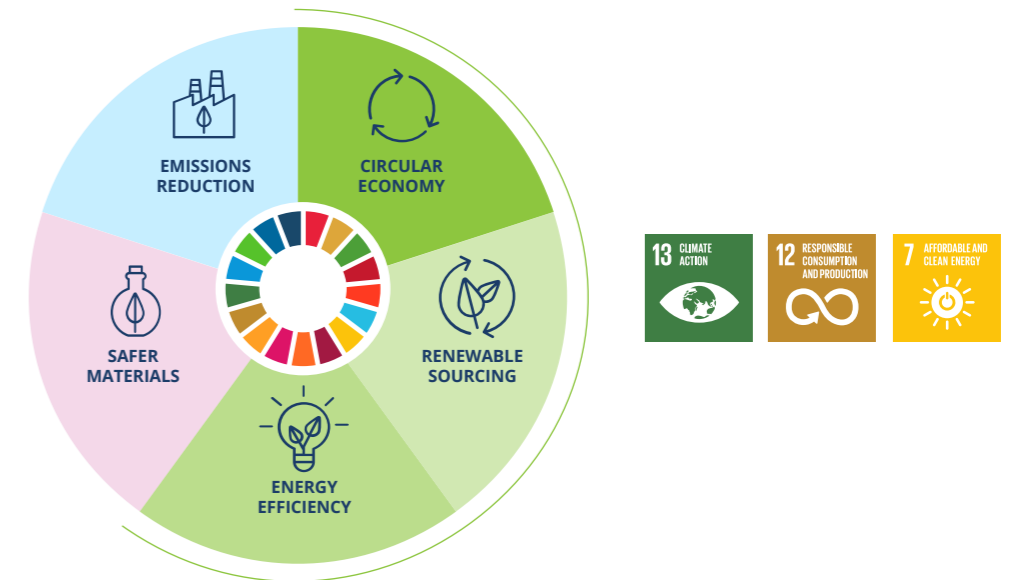 EMISSIONS
REDUCTION
CIRCULAR
ECONOMY
SAFER
MATERIALS
RENEWABLE
SOURCING
ENERGY
EFFICIENCY
13 CLIMATE
ACTION
12 RESPONSIBLE
CONSUMPTION
AND PRODUCTION
7 AFFORDABLE AND
CLEAN ENERGY